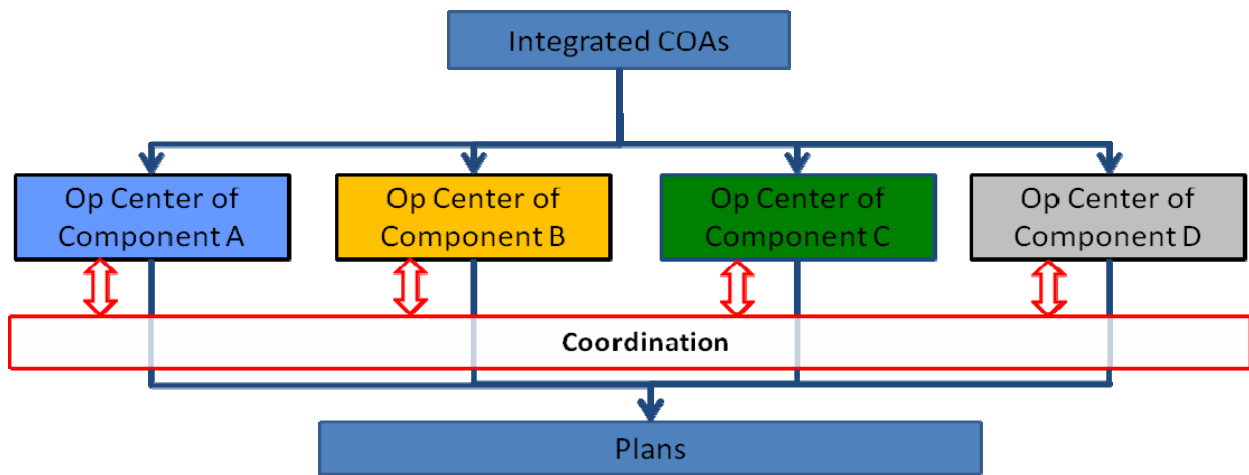 Integrated COAs
Op Center of
Component A
Op Center of
Component B
Op Center of
Component C
Op Center of
Component D
Coordination
Plans